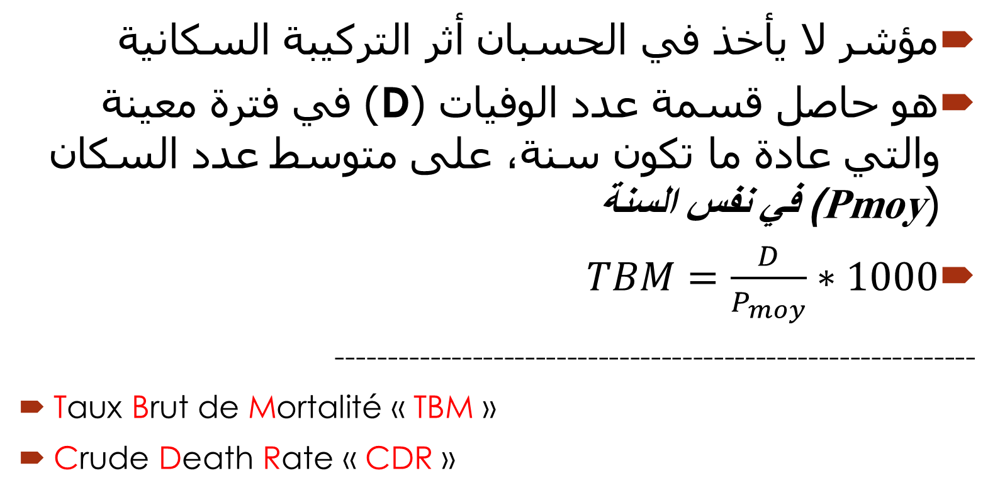 مؤشر لا يأخذ في الحسبان أثر التركيبة السكانية
هو حاصل قسمة عدد الوفيات (D) في فترة معينة
والتي عادة ما تكون سنة، على متوسط عدد السكان
(Pmoy) في نفس السنة
TBM = \frac{D}{P_{moy}} * 1000
------------------------------------------------------------
Taux Brut de Mortalité « TBM »
Crude Death Rate « CDR »